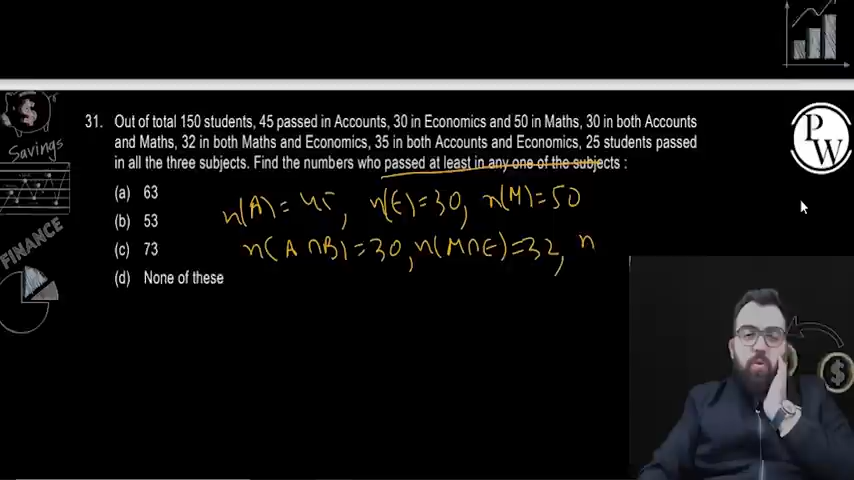 31. Out of total 150 students, 45 passed in Accounts, 30 in Economics and 50 in Maths, 30 in both Accounts
and Maths, 32 in both Maths and Economics, 35 in both Accounts and Economics, 25 students passed
in all the three subjects. Find the numbers who passed at least in any one of the subjects :
(a) 63
(b) 53
(c) 73
(d) None of these
n(A) = 45, n(E) = 30, n(M) = 50
n(A ∩ B) = 30, n(M ∩ E) = 32, n
Savings
FINANCE
P
W
$